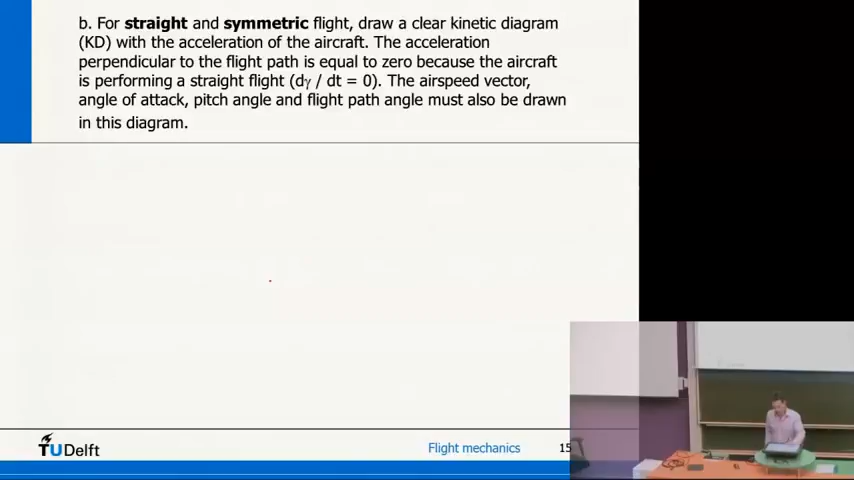 b. For straight and symmetric flight, draw a clear kinetic diagram
(KD) with the acceleration of the aircraft. The acceleration
perpendicular to the flight path is equal to zero because the aircraft
is performing a straight flight (dγ / dt = 0). The airspeed vector,
angle of attack, pitch angle and flight path angle must also be drawn
in this diagram.
TUDelft
Flight mechanics
15